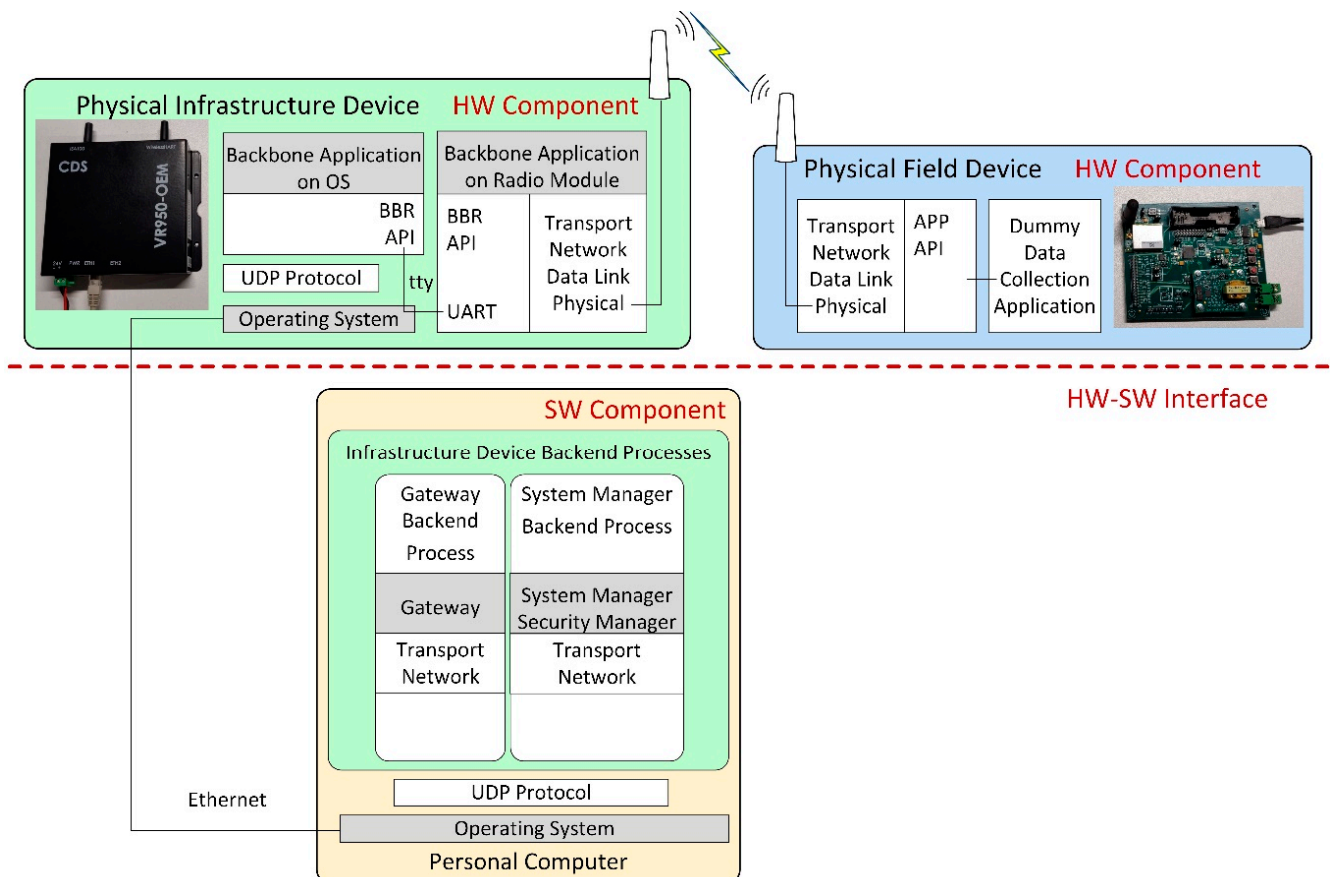 Physical Infrastructure Device
HW Component
CDS
VR950-OEM
24V
PWR
ETH1
ETH2
Backbone Application
on OS
BBR
API
UDP Protocol
Operating System
tty
Backbone Application
on Radio Module
BBR
API
UART
Transport
Network
Data Link
Physical
Physical Field Device
HW Component
Transport
Network
Data Link
Physical
APP
API
Dummy
Data
Collection
Application
HW-SW Interface
SW Component
Infrastructure Device Backend Processes
Gateway
Backend
Process
System Manager
Backend Process
Gateway
System Manager
Security Manager
Transport
Network
Transport
Network
Ethernet
UDP Protocol
Operating System
Personal Computer